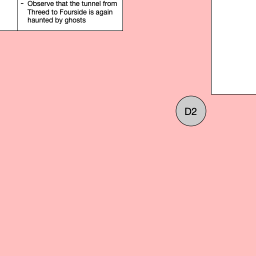 - Observe that the tunnel from
Threed to Fourside is again
haunted by ghosts
D2